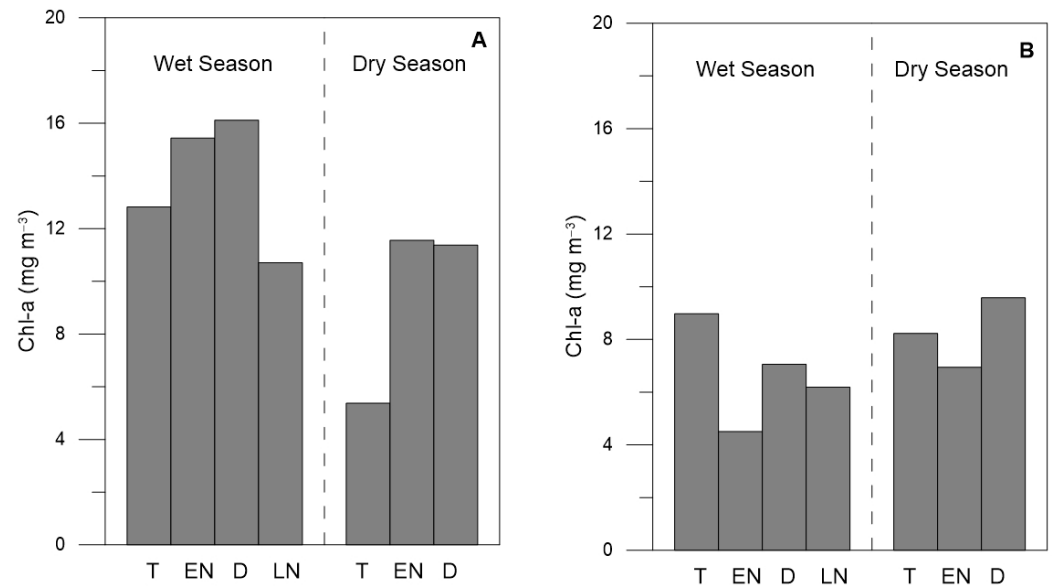 A
Wet Season Dry Season
Chl-a (mg m⁻³)
20
16
12
8
4
0
T EN D LN T EN D
B
Wet Season Dry Season
Chl-a (mg m⁻³)
20
16
12
8
4
0
T EN D LN T EN D